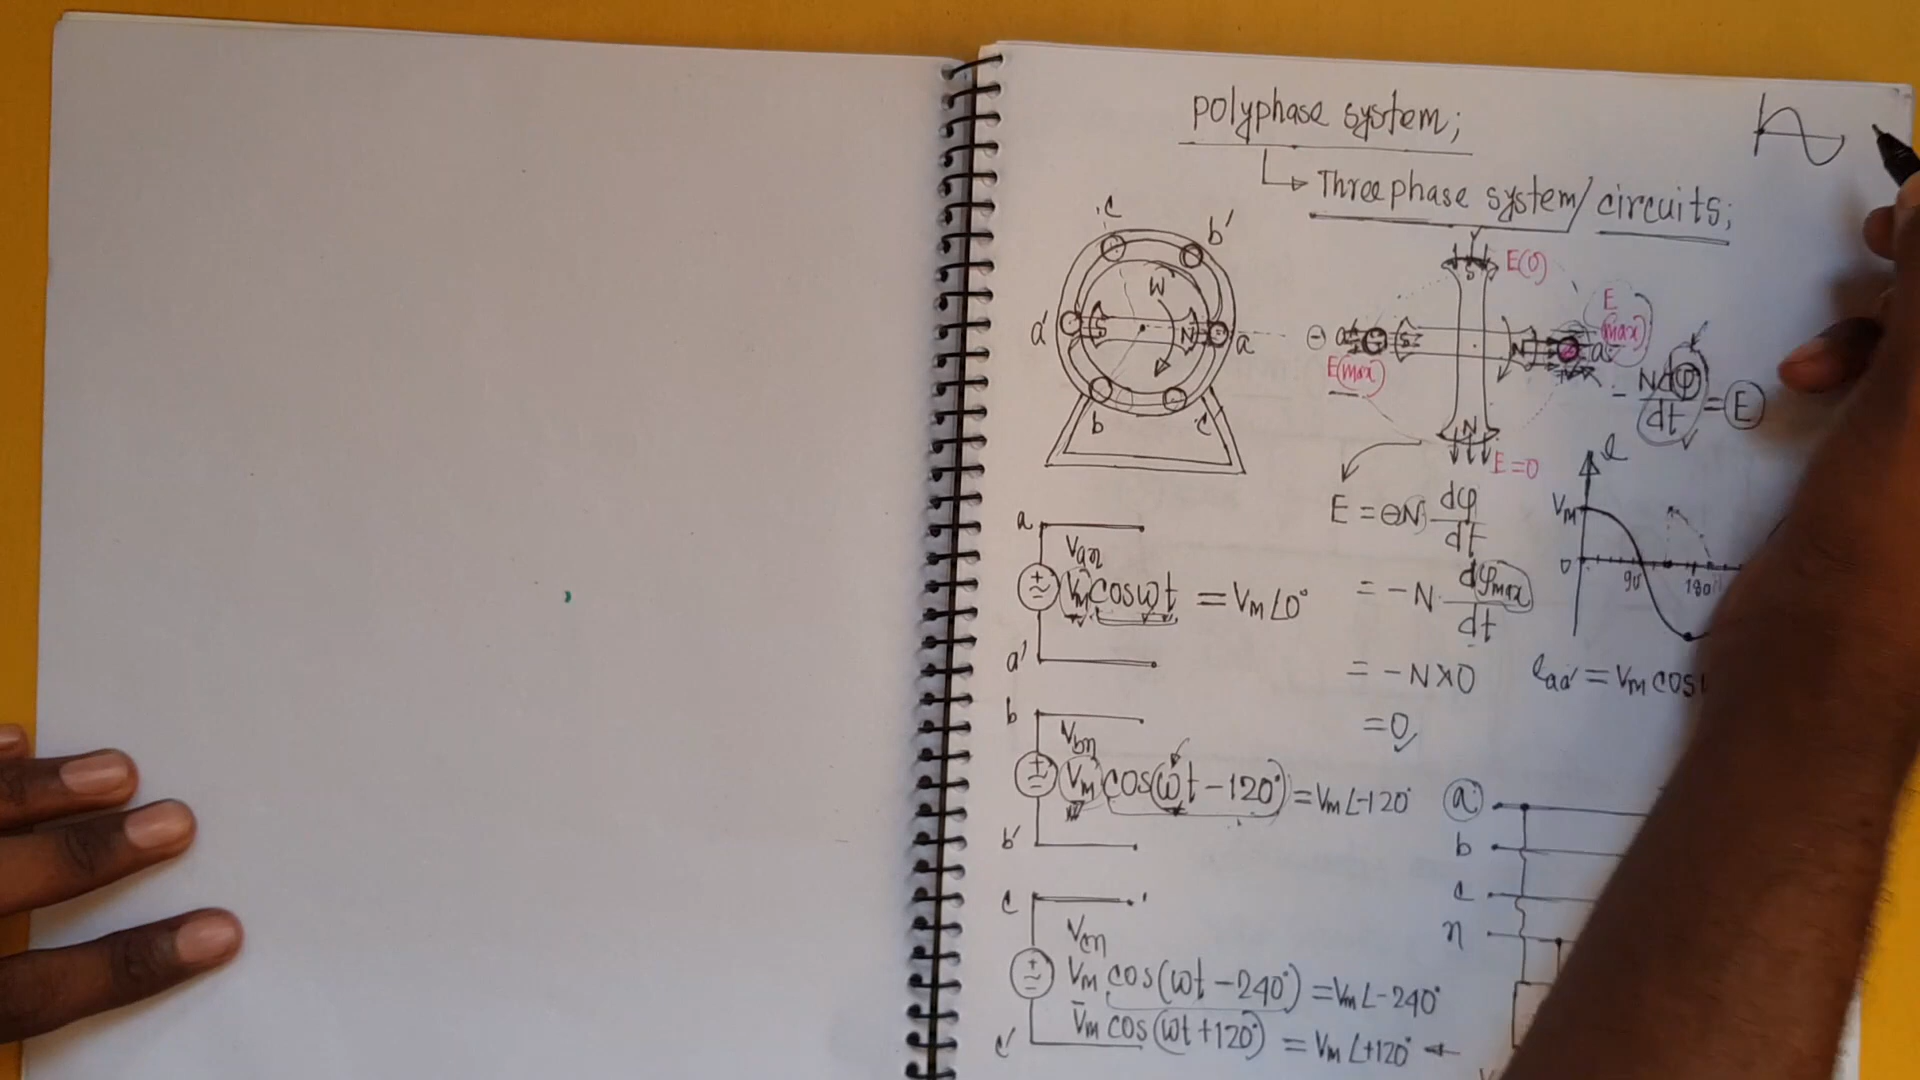 polyphase system;
Three phase system/circuits;
c
b'
ω
a'
S
N
a
b
c'
S
E(0)
E
max
⊖ a'
S
N
a
E(max)
N
E=0
- Ndφ/dt = E
E = ⊖N dφ/dt
= -N. dφmax/dt
= -N×0
=0
e
Vm
0
90
180
eaa' = Vm cos
a
Van
Vm cosωt = Vm∠0°
a'
b
Vbn
Vm cos(ωt-120°) = Vm∠-120°
b'
c
Vcn
Vm cos(ωt-240°) = Vm∠-240°
Vm cos(ωt+120°) = Vm∠+120°
c'
a
b
c
n